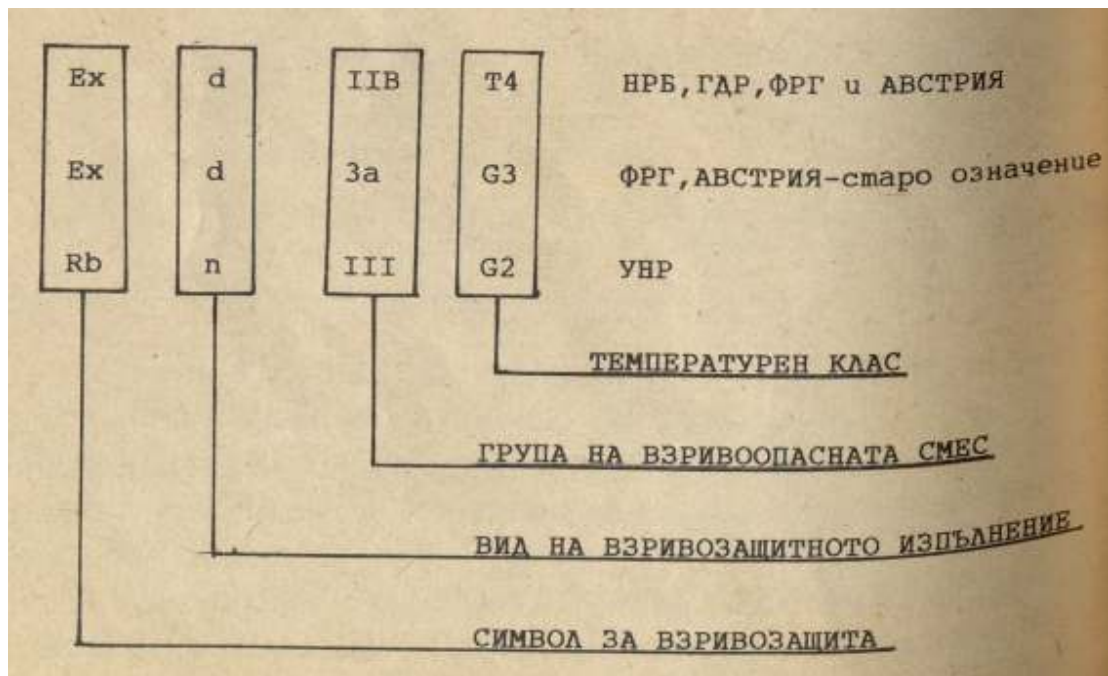 Ex d IIB T4 НРБ,ГДР,ФРГ и АВСТРИЯ
Ex d 3a G3 ФРГ,АВСТРИЯ-старо означение
Rb n III G2 УНР
ТЕМПЕРАТУРЕН КЛАС
ГРУПА НА ВЗРИВООПАСНАТА СМЕС
ВИД НА ВЗРИВОЗАЩИТНОТО ИЗПЪЛНЕНИЕ
СИМВОЛ ЗА ВЗРИВОЗАЩИТА